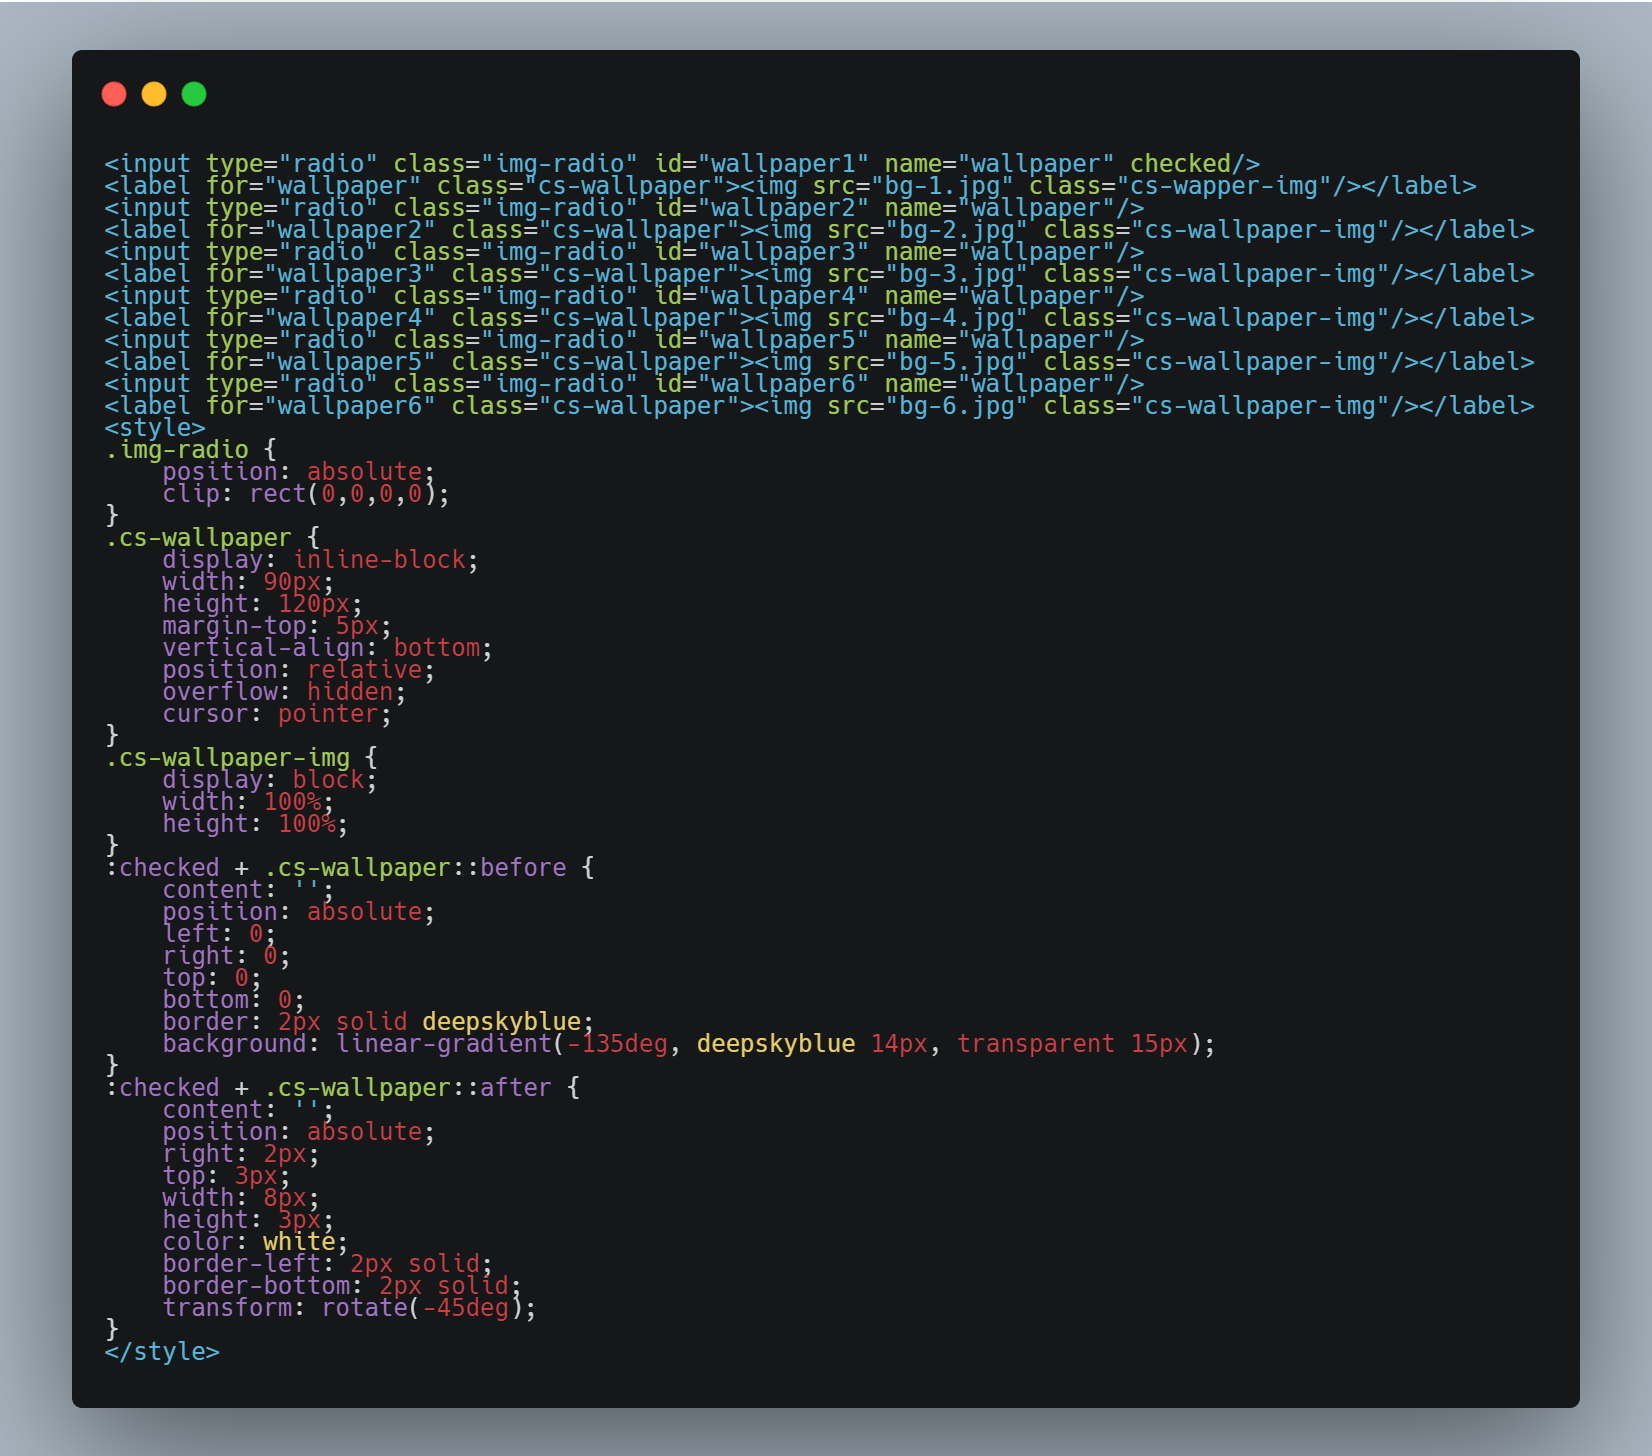 <input type="radio" class="img-radio" id="wallpaper1" name="wallpaper" checked/>
<label for="wallpaper" class="cs-wallpaper"><img src="bg-1.jpg" class="cs-wapper-img"/></label>
<input type="radio" class="img-radio" id="wallpaper2" name="wallpaper"/>
<label for="wallpaper2" class="cs-wallpaper"><img src="bg-2.jpg" class="cs-wallpaper-img"/></label>
<input type="radio" class="img-radio" id="wallpaper3" name="wallpaper"/>
<label for="wallpaper3" class="cs-wallpaper"><img src="bg-3.jpg" class="cs-wallpaper-img"/></label>
<input type="radio" class="img-radio" id="wallpaper4" name="wallpaper"/>
<label for="wallpaper4" class="cs-wallpaper"><img src="bg-4.jpg" class="cs-wallpaper-img"/></label>
<input type="radio" class="img-radio" id="wallpaper5" name="wallpaper"/>
<label for="wallpaper5" class="cs-wallpaper"><img src="bg-5.jpg" class="cs-wallpaper-img"/></label>
<input type="radio" class="img-radio" id="wallpaper6" name="wallpaper"/>
<label for="wallpaper6" class="cs-wallpaper"><img src="bg-6.jpg" class="cs-wallpaper-img"/></label>
<style>
.img-radio {
    position: absolute;
    clip: rect(0,0,0,0);
}
.cs-wallpaper {
    display: inline-block;
    width: 90px;
    height: 120px;
    margin-top: 5px;
    vertical-align: bottom;
    position: relative;
    overflow: hidden;
    cursor: pointer;
}
.cs-wallpaper-img {
    display: block;
    width: 100%;
    height: 100%;
}
:checked + .cs-wallpaper::before {
    content: '';
    position: absolute;
    left: 0;
    right: 0;
    top: 0;
    bottom: 0;
    border: 2px solid deepskyblue;
    background: linear-gradient(-135deg, deepskyblue 14px, transparent 15px);
}
:checked + .cs-wallpaper::after {
    content: '';
    position: absolute;
    right: 2px;
    top: 3px;
    width: 8px;
    height: 3px;
    color: white;
    border-left: 2px solid;
    border-bottom: 2px solid;
    transform: rotate(-45deg);
}
</style>